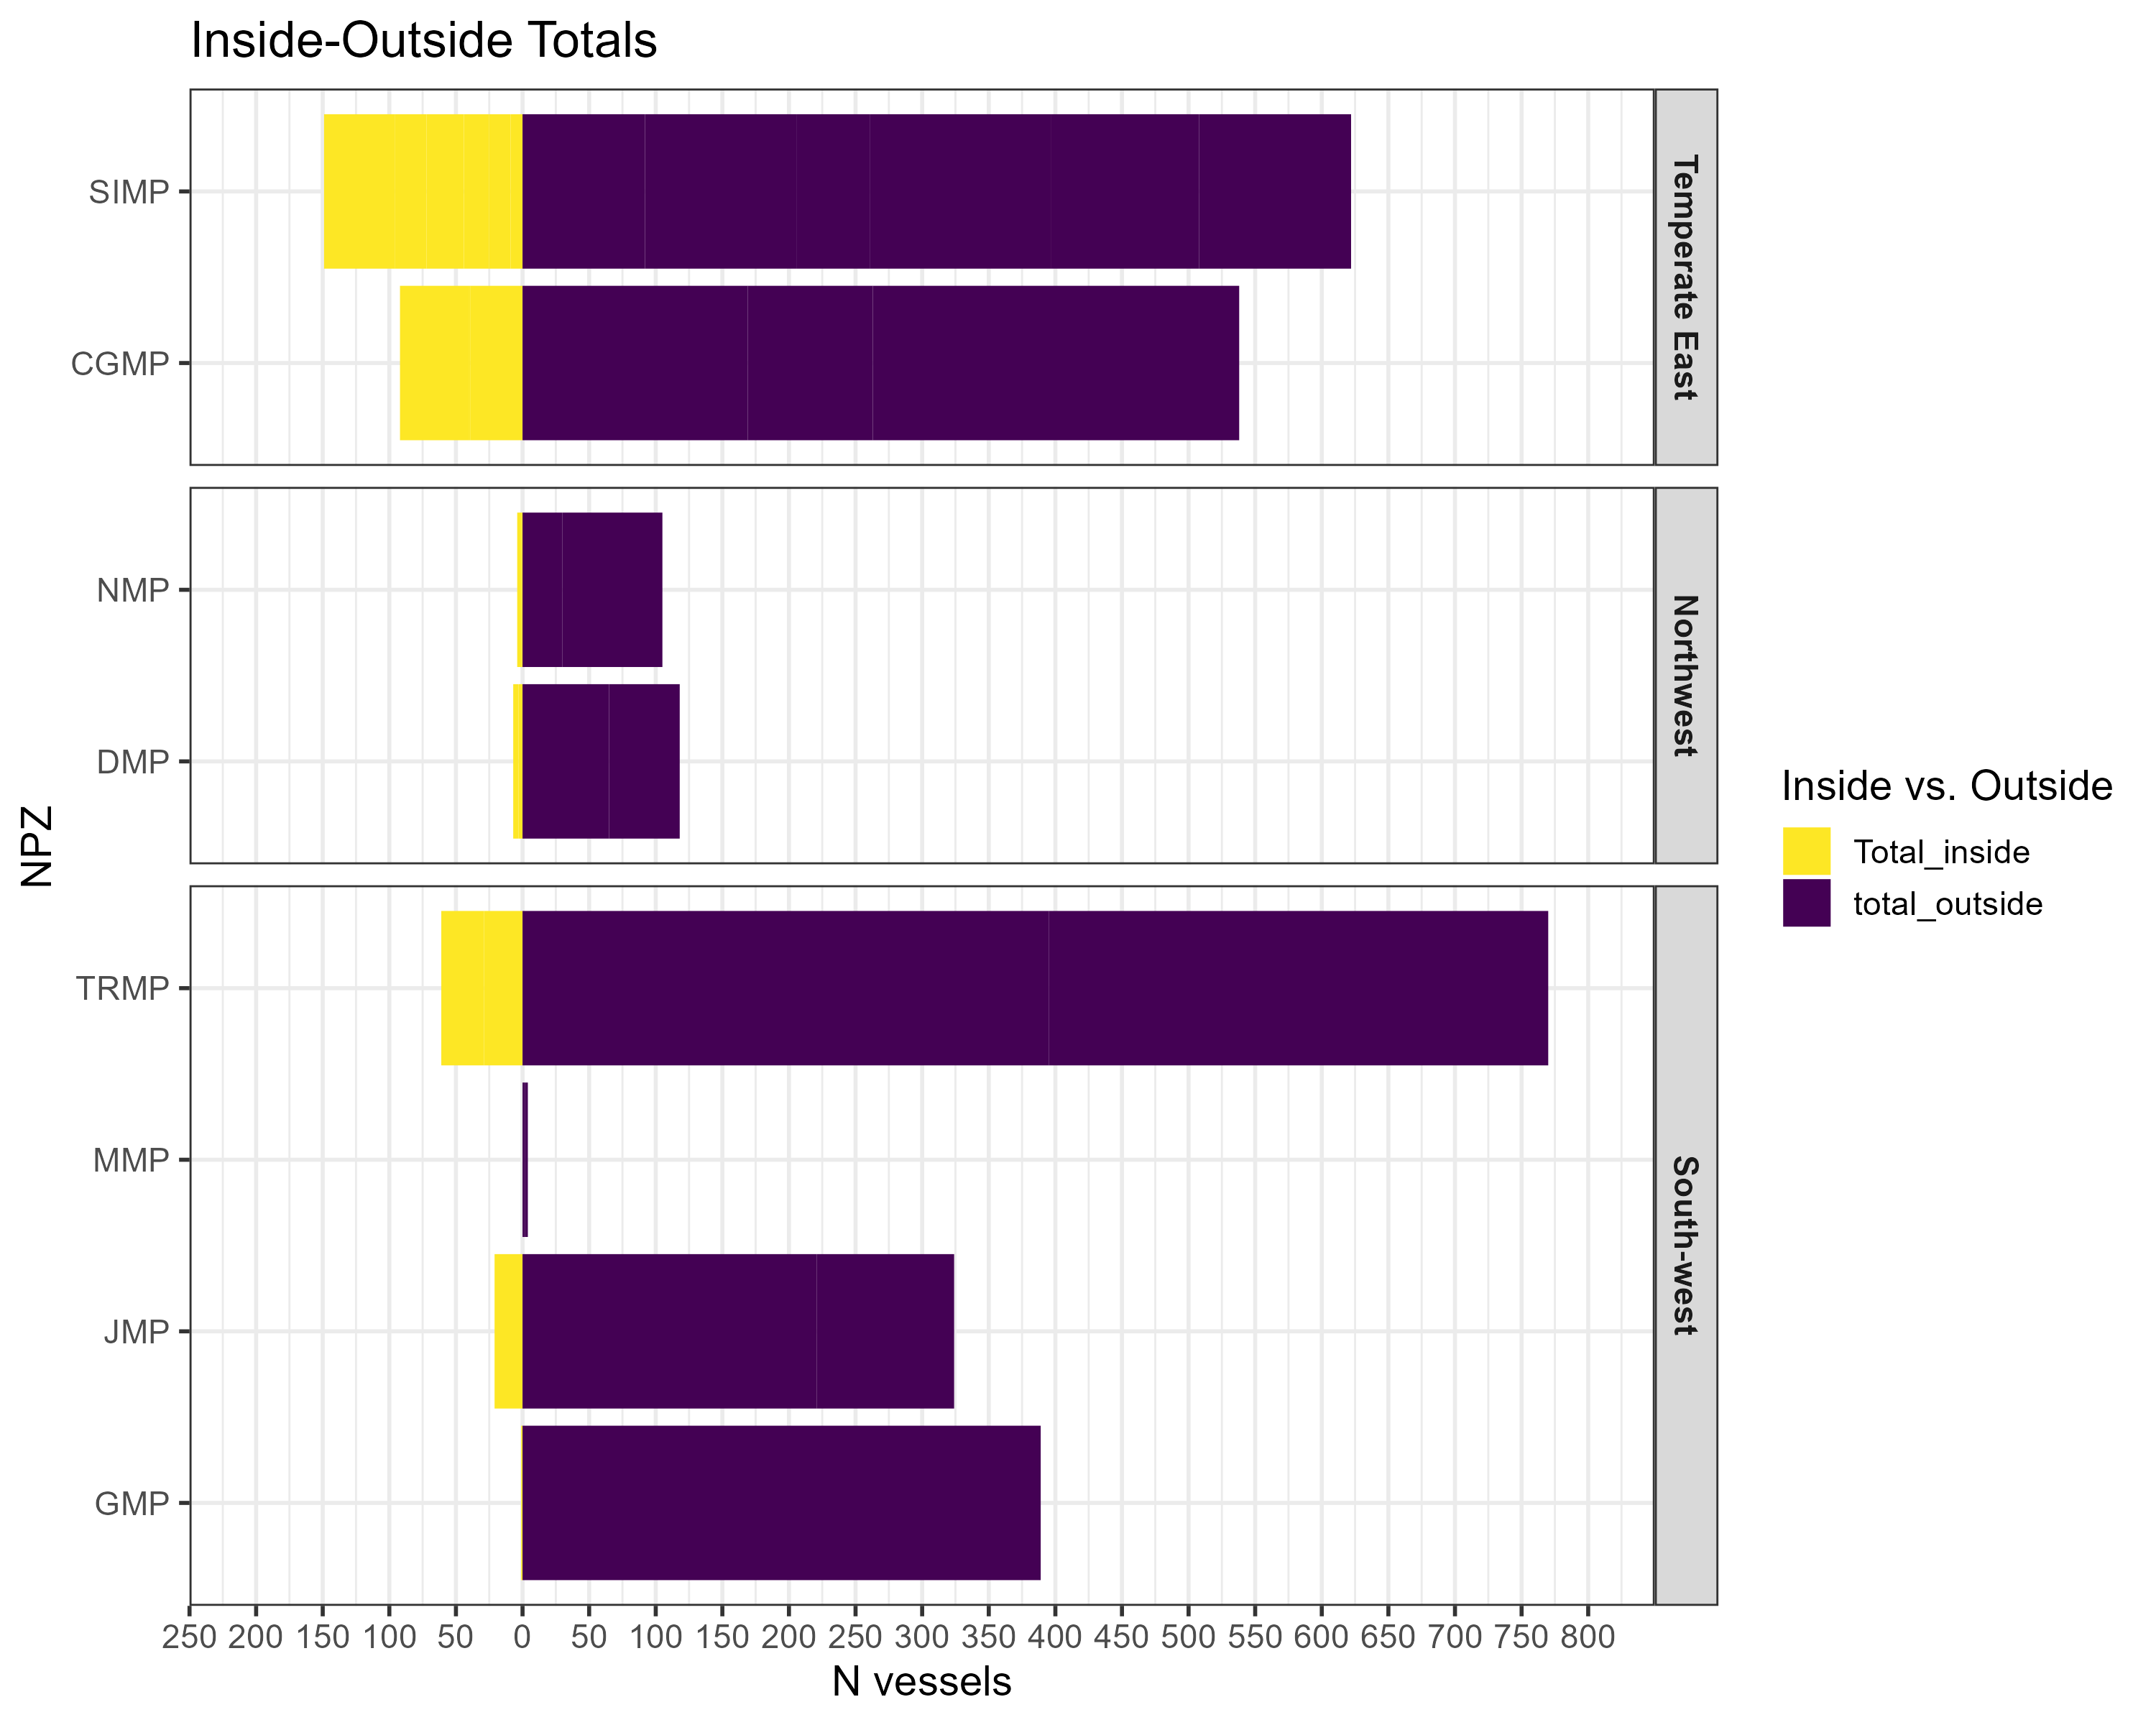 Inside-Outside Totals
SIMP
CGMP
Temperate East
NMP
DMP
Northwest
NPZ
TRMP
MMP
JMP
GMP
South-west
250 200 150 100 50 0 50 100 150 200 250 300 350 400 450 500 550 600 650 700 750 800
N vessels
Inside vs. Outside
Total_inside
total_outside